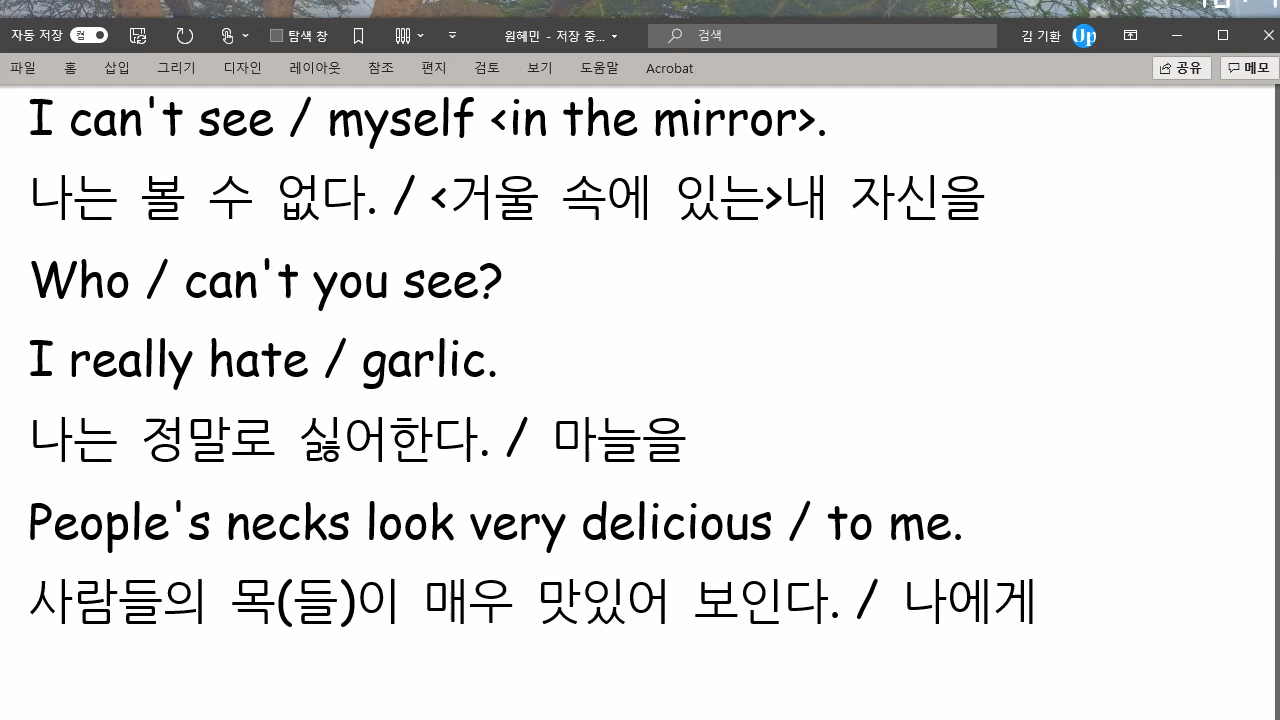 자동 저장 켬 탐색 창 원혜민 - 저장 중... 검색 김 기환 Up
파일 홈 삽입 그리기 디자인 레이아웃 참조 편지 검토 보기 도움말 Acrobat 공유 메모
I can't see / myself <in the mirror>.
나는 볼 수 없다. / <거울 속에 있는>내 자신을
Who / can't you see?
I really hate / garlic.
나는 정말로 싫어한다. / 마늘을
People's necks look very delicious / to me.
사람들의 목(들)이 매우 맛있어 보인다. / 나에게